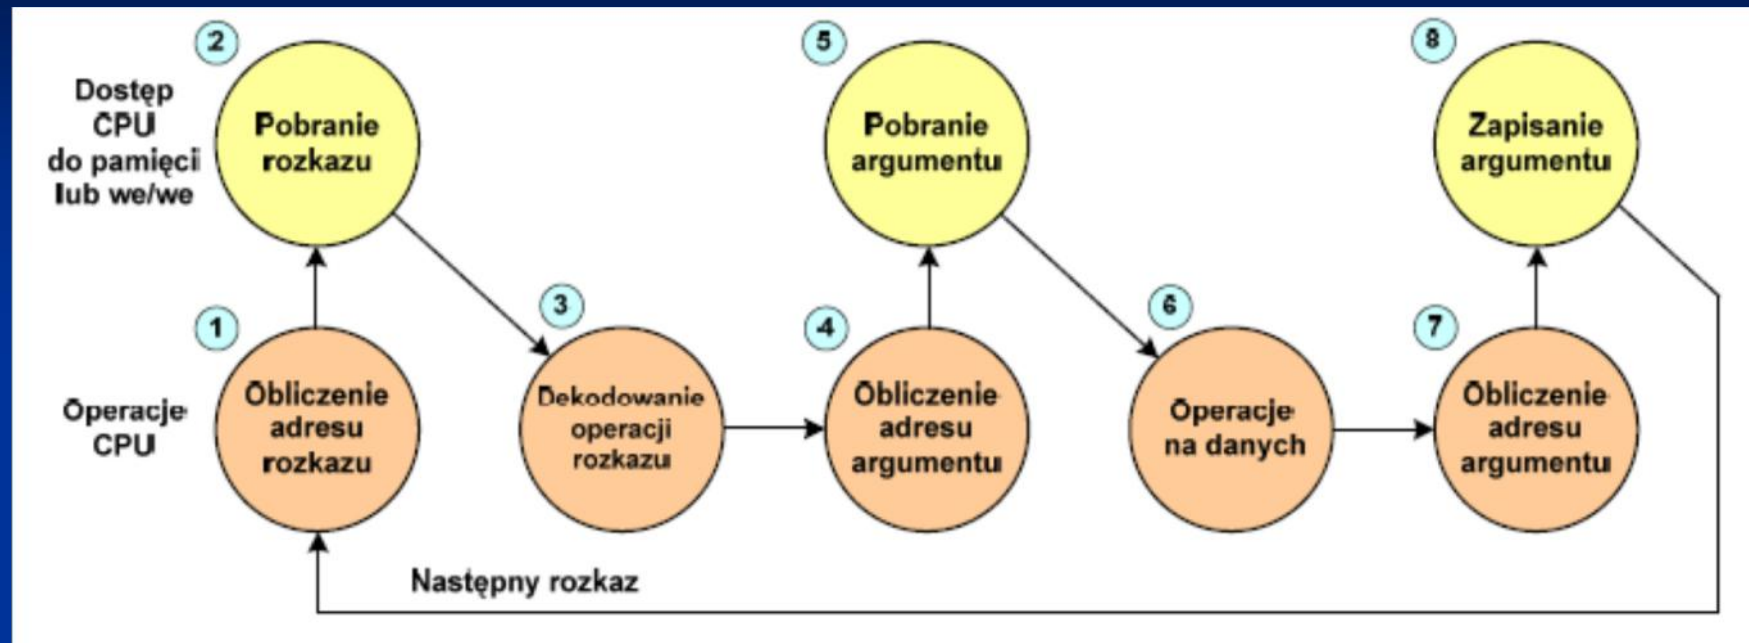 2
5
8
Dostęp
CPU
do pamięci
lub we/we
Pobranie
rozkazu
Pobranie
argumentu
Zapisanie
argumentu
1
3
4
6
7
Operacje
CPU
Obliczenie
adresu
rozkazu
Dekodowanie
operacji
rozkazu
Obliczenie
adresu
argumentu
Operacje
na danych
Obliczenie
adresu
argumentu
Następny rozkaz